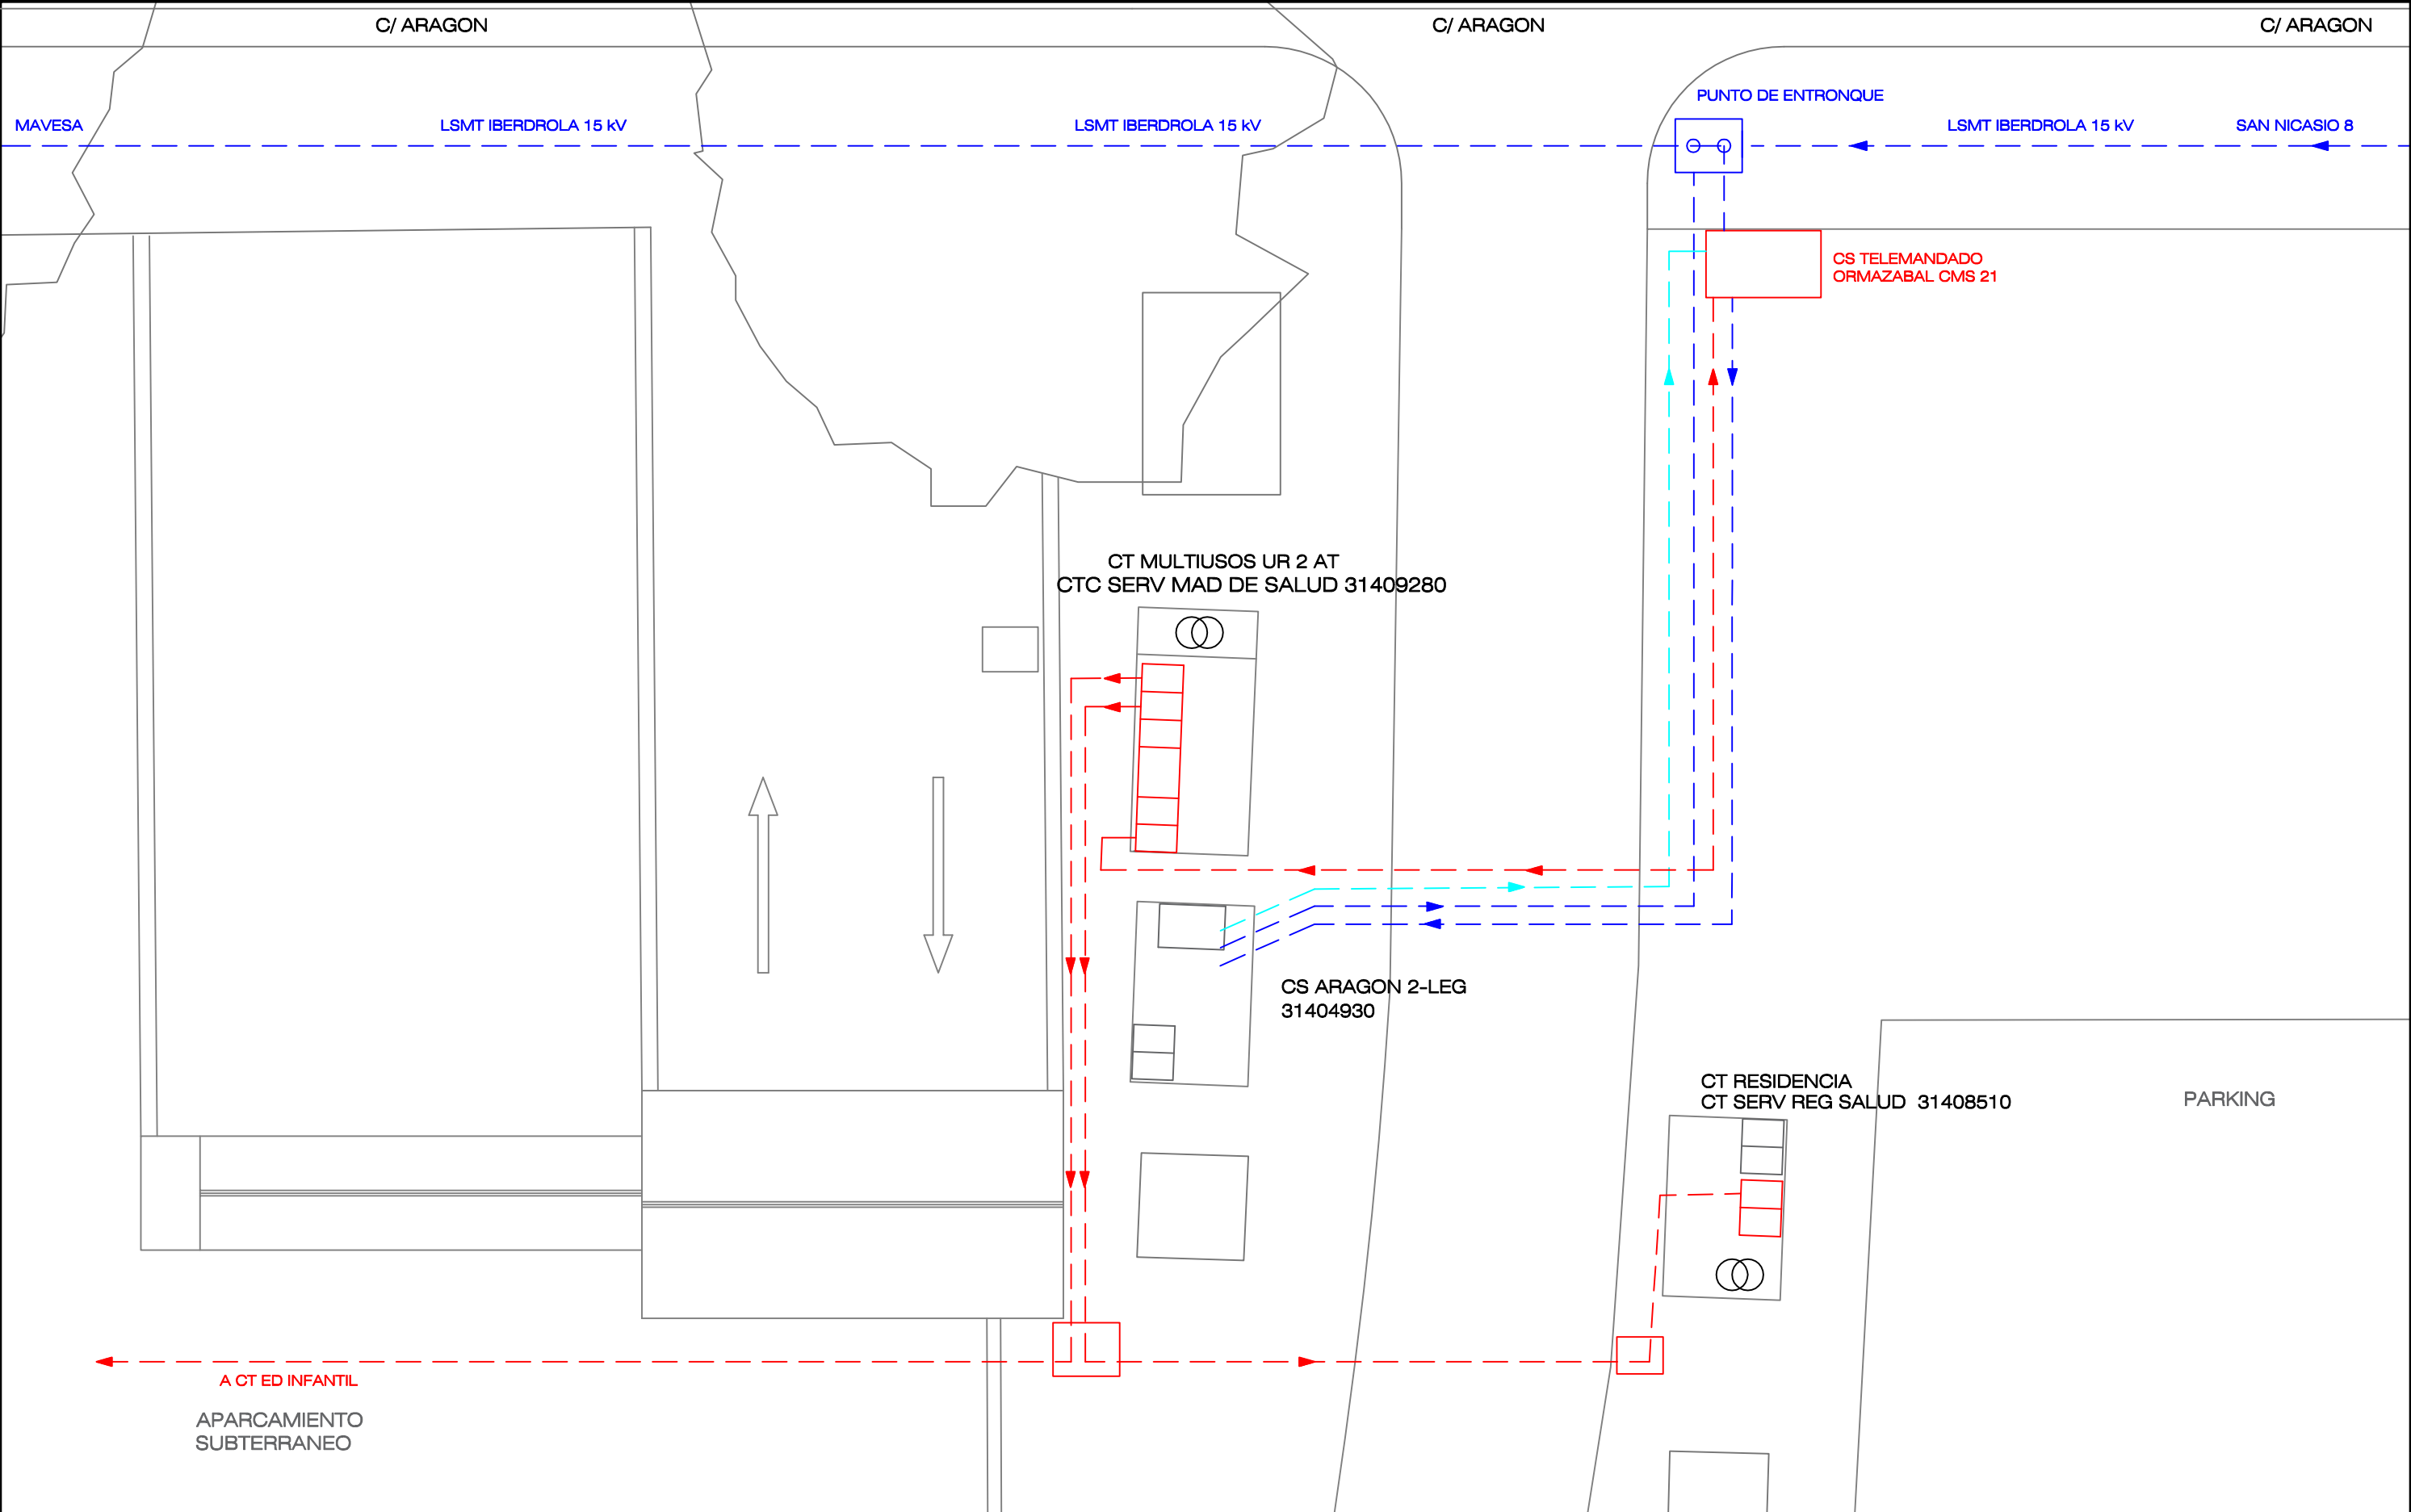 C/ ARAGON
C/ ARAGON
C/ ARAGON
PUNTO DE ENTRONQUE
MAVESA
LSMT IBERDROLA 15 kV
LSMT IBERDROLA 15 kV
LSMT IBERDROLA 15 kV
SAN NICASIO 8
CS TELEMANDADO
ORMAZABAL CMS 21
CT MULTIUSOS UR 2 AT
CTC SERV MAD DE SALUD 31409280
CS ARAGON 2-LEG
31404930
CT RESIDENCIA
CT SERV REG SALUD 31408510
PARKING
A CT ED INFANTIL
APARCAMIENTO
SUBTERRANEO